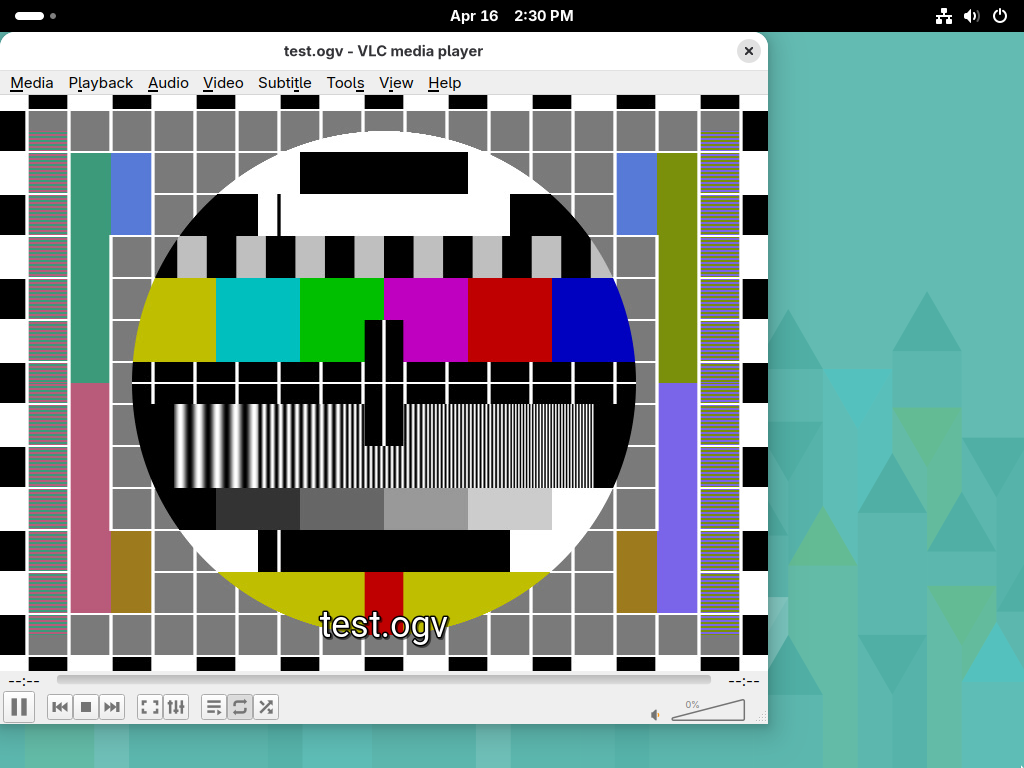 Apr 16 2:30 PM
test.ogv - VLC media player
Media Playback Audio Video Subtitle Tools View Help
test.ogv
--:-- --:--
0%